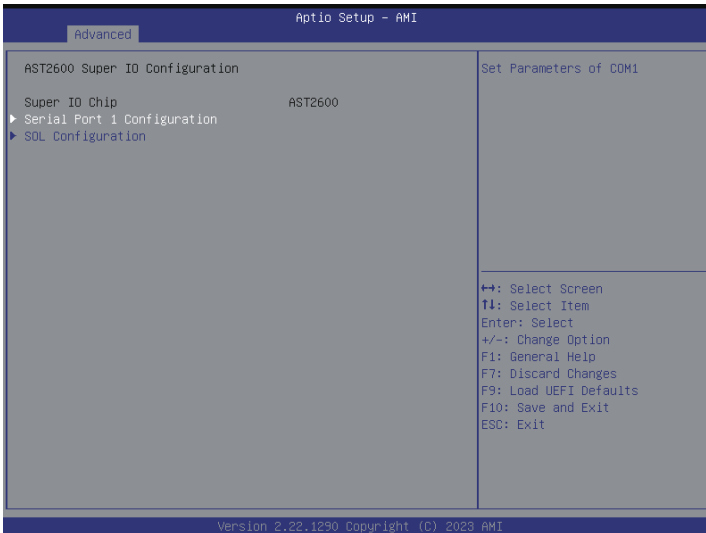 Aptio Setup – AMI
Advanced
AST2600 Super IO Configuration
Super IO Chip AST2600
▶ Serial Port 1 Configuration
▶ SOL Configuration
Set Parameters of COM1
↔: Select Screen
↑↓: Select Item
Enter: Select
+/-: Change Option
F1: General Help
F7: Discard Changes
F9: Load UEFI Defaults
F10: Save and Exit
ESC: Exit
Version 2.22.1290 Copyright (C) 2023 AMI